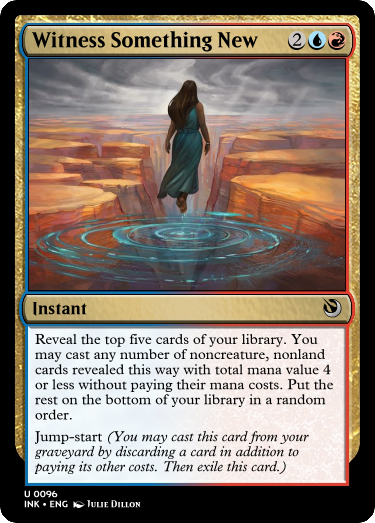 Witness Something New 2
Instant
Reveal the top five cards of your library. You
may cast any number of noncreature, nonland
cards revealed this way with total mana value 4
or less without paying their mana costs. Put the
rest on the bottom of your library in a random
order.
Jump-start (You may cast this card from your
graveyard by discarding a card in addition to
paying its other costs. Then exile this card.)
U 0096
INK • ENG Julie Dillon